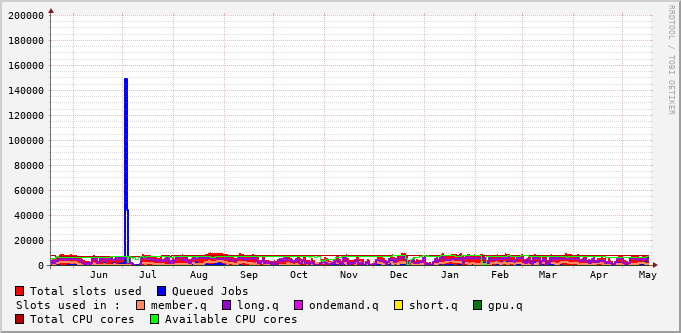 200000
180000
160000
140000
120000
100000
80000
60000
40000
20000
0
Jun Jul Aug Sep Oct Nov Dec Jan Feb Mar Apr May
Total slots used Queued Jobs
Slots used in : member.q long.q ondemand.q short.q gpu.q
Total CPU cores Available CPU cores
RRDTOOL / TOBI OETIKER